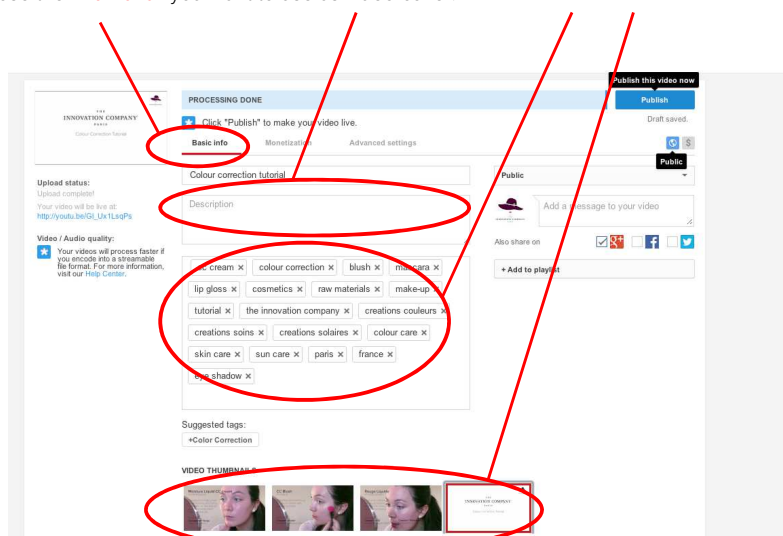 Publish this video now
THE
INNOVATION COMPANY
PARIS
Colour Correction Tutorial
PROCESSING DONE
Publish
Click "Publish" to make your video live.
Draft saved.
Basic info
Monetization
Advanced settings
$
Public
Upload status:
Upload complete!
Your video will be live at:
http://youtu.be/GI_Ux1LsqPs
Colour correction tutorial
Public
Description
Add a message to your video
Video / Audio quality:
Your videos will process faster if
you encode into a streamable
file format. For more information,
visit our Help Center.
Also share on
cream × colour correction × blush × mascara ×
+ Add to playlist
lip gloss × cosmetics × raw materials × make-up ×
tutorial × the innovation company × creations couleurs ×
creations soins × creations solaires × colour care ×
skin care × sun care × paris × france ×
eye shadow ×
Suggested tags:
+Color Correction
VIDEO THUMBNAILS
INNOVATION COMPANY